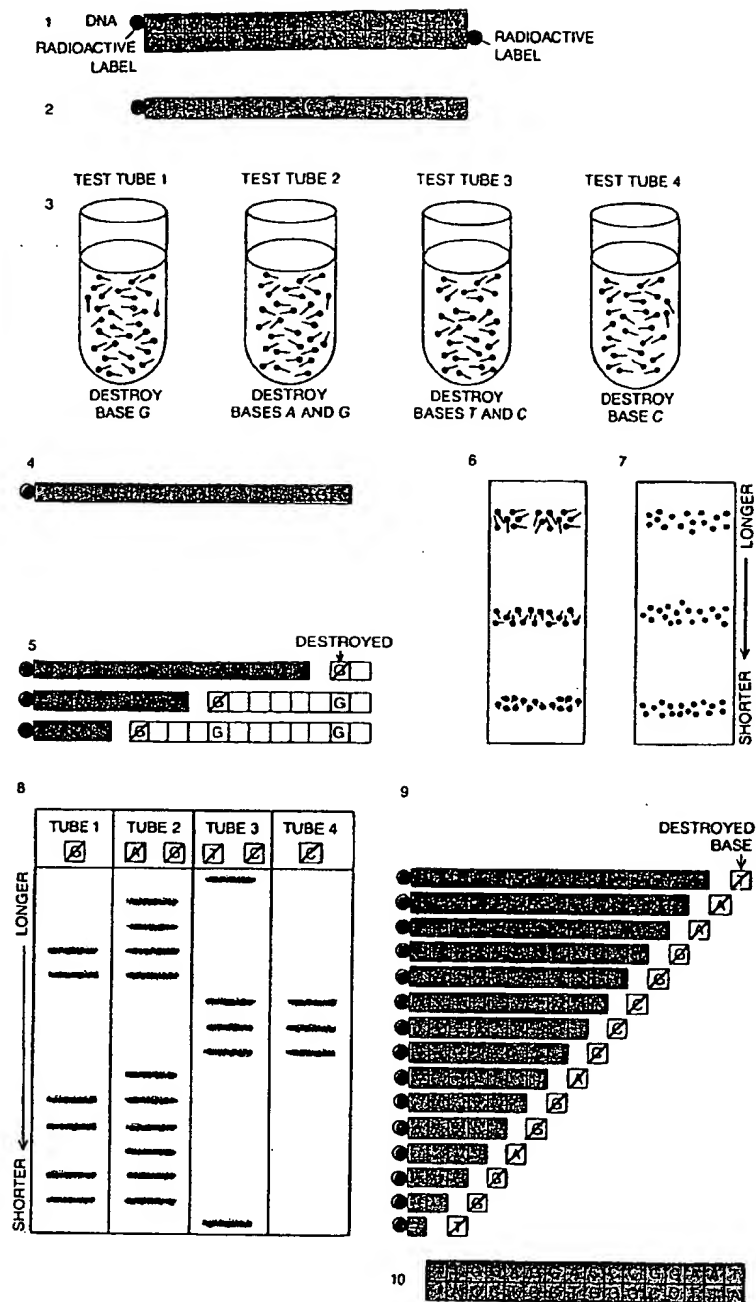 1 DNA
RADIOACTIVE
LABEL
RADIOACTIVE
LABEL
2
TEST TUBE 1 TEST TUBE 2 TEST TUBE 3 TEST TUBE 4
3
DESTROY
BASE G
DESTROY
BASES A AND G
DESTROY
BASES T AND C
DESTROY
BASE C
4
6 7
LONGER
SHORTER
5
DESTROYED
G
G G
G G G
8
TUBE 1 TUBE 2 TUBE 3 TUBE 4
G A G T C C
LONGER
SHORTER
9
DESTROYED
BASE
T
A
A
G
G
C
C
A
G
G
A
G
G
T
10